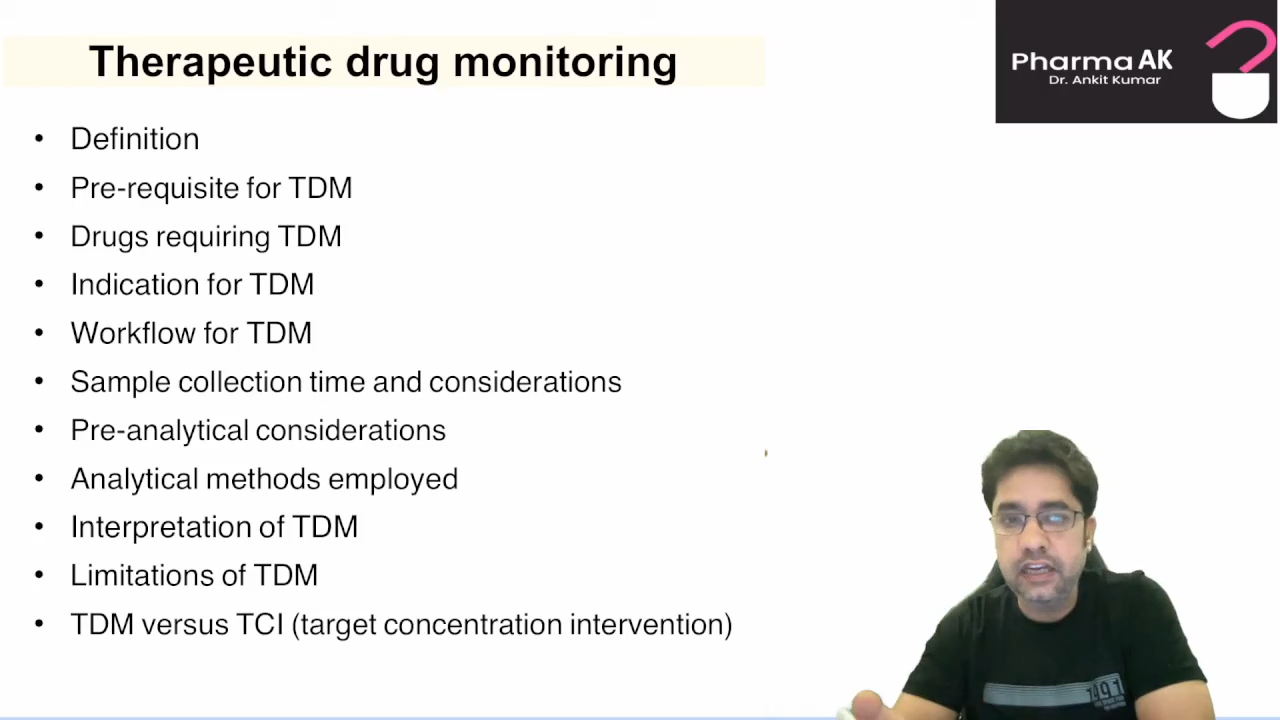 Therapeutic drug monitoring
Pharma AK
Dr. Ankit Kumar
• Definition
• Pre-requisite for TDM
• Drugs requiring TDM
• Indication for TDM
• Workflow for TDM
• Sample collection time and considerations
• Pre-analytical considerations
• Analytical methods employed
• Interpretation of TDM
• Limitations of TDM
• TDM versus TCI (target concentration intervention)
1491